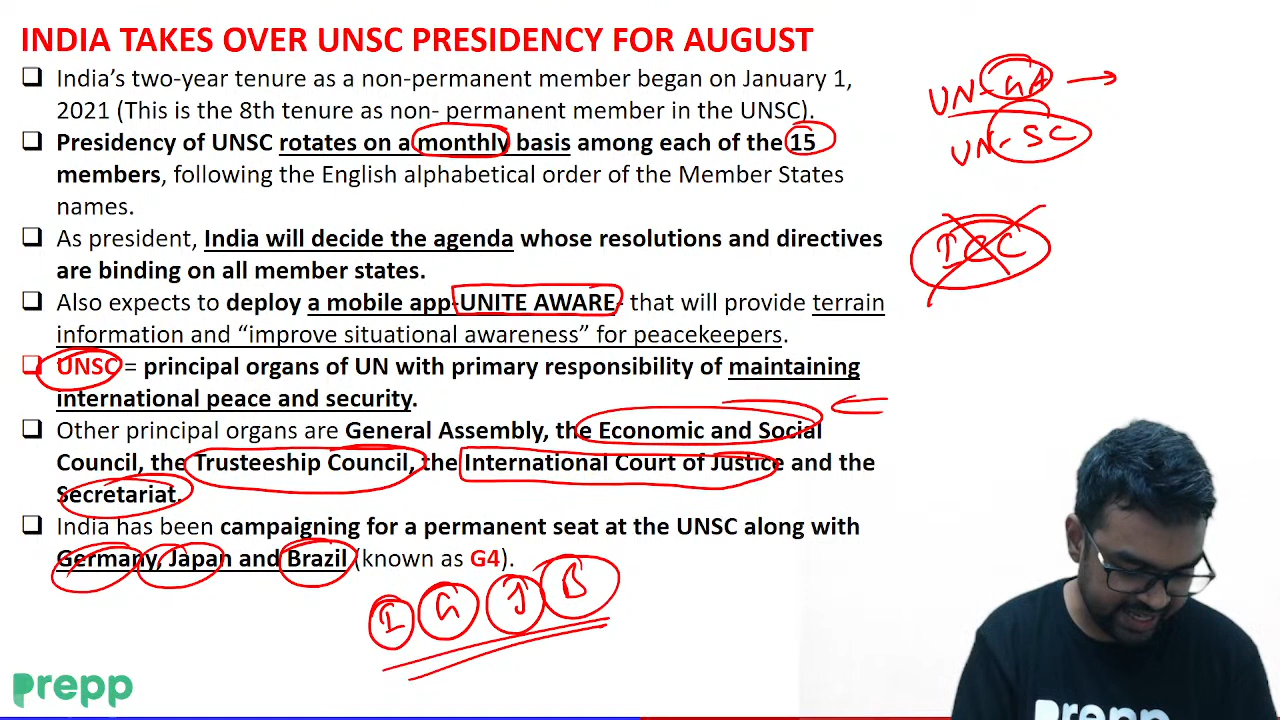 INDIA TAKES OVER UNSC PRESIDENCY FOR AUGUST
India's two-year tenure as a non-permanent member began on January 1,
2021 (This is the 8th tenure as non- permanent member in the UNSC).
Presidency of UNSC rotates on a monthly basis among each of the 15
members, following the English alphabetical order of the Member States
names.
As president, India will decide the agenda whose resolutions and directives
are binding on all member states.
Also expects to deploy a mobile app-UNITE AWARE- that will provide terrain
information and “improve situational awareness” for peacekeepers.
UNSC = principal organs of UN with primary responsibility of maintaining
international peace and security.
Other principal organs are General Assembly, the Economic and Social
Council, the Trusteeship Council, the International Court of Justice and the
Secretariat.
India has been campaigning for a permanent seat at the UNSC along with
Germany, Japan and Brazil (known as G4).
I G J B
UN-GA →
UN-SC
ICC
prepp
prepp